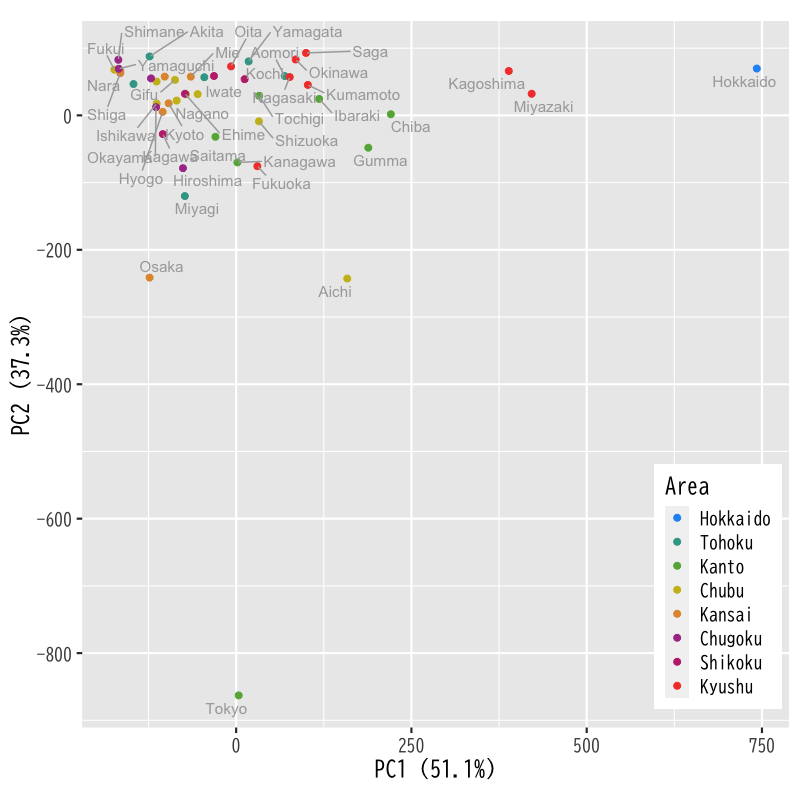 Shimane Akita Oita Yamagata
Fukui Yamaguchi Mie Aomori Saga
Nara Kochi Okinawa Kagoshima Hokkaido
Gifu Iwate Nagasaki Kumamoto Miyazaki
Shiga Nagano Tochigi Ibaraki
Ishikawa Kyoto Ehime Shizuoka Chiba
Okayama Kagawa Saitama Kanagawa Gumma
Hyogo Hiroshima Fukuoka
Miyagi
Osaka
Aichi
Tokyo
0
−200
−400
−600
−800
PC2 (37.3%)
0 250 500 750
PC1 (51.1%)
Area
Hokkaido
Tohoku
Kanto
Chubu
Kansai
Chugoku
Shikoku
Kyushu